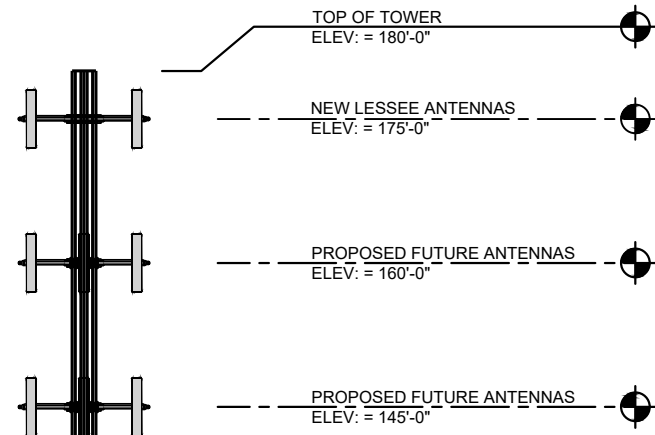 TOP OF TOWER
ELEV: = 180'-0"
NEW LESSEE ANTENNAS
ELEV: = 175'-0"
PROPOSED FUTURE ANTENNAS
ELEV: = 160'-0"
PROPOSED FUTURE ANTENNAS
ELEV: = 145'-0"